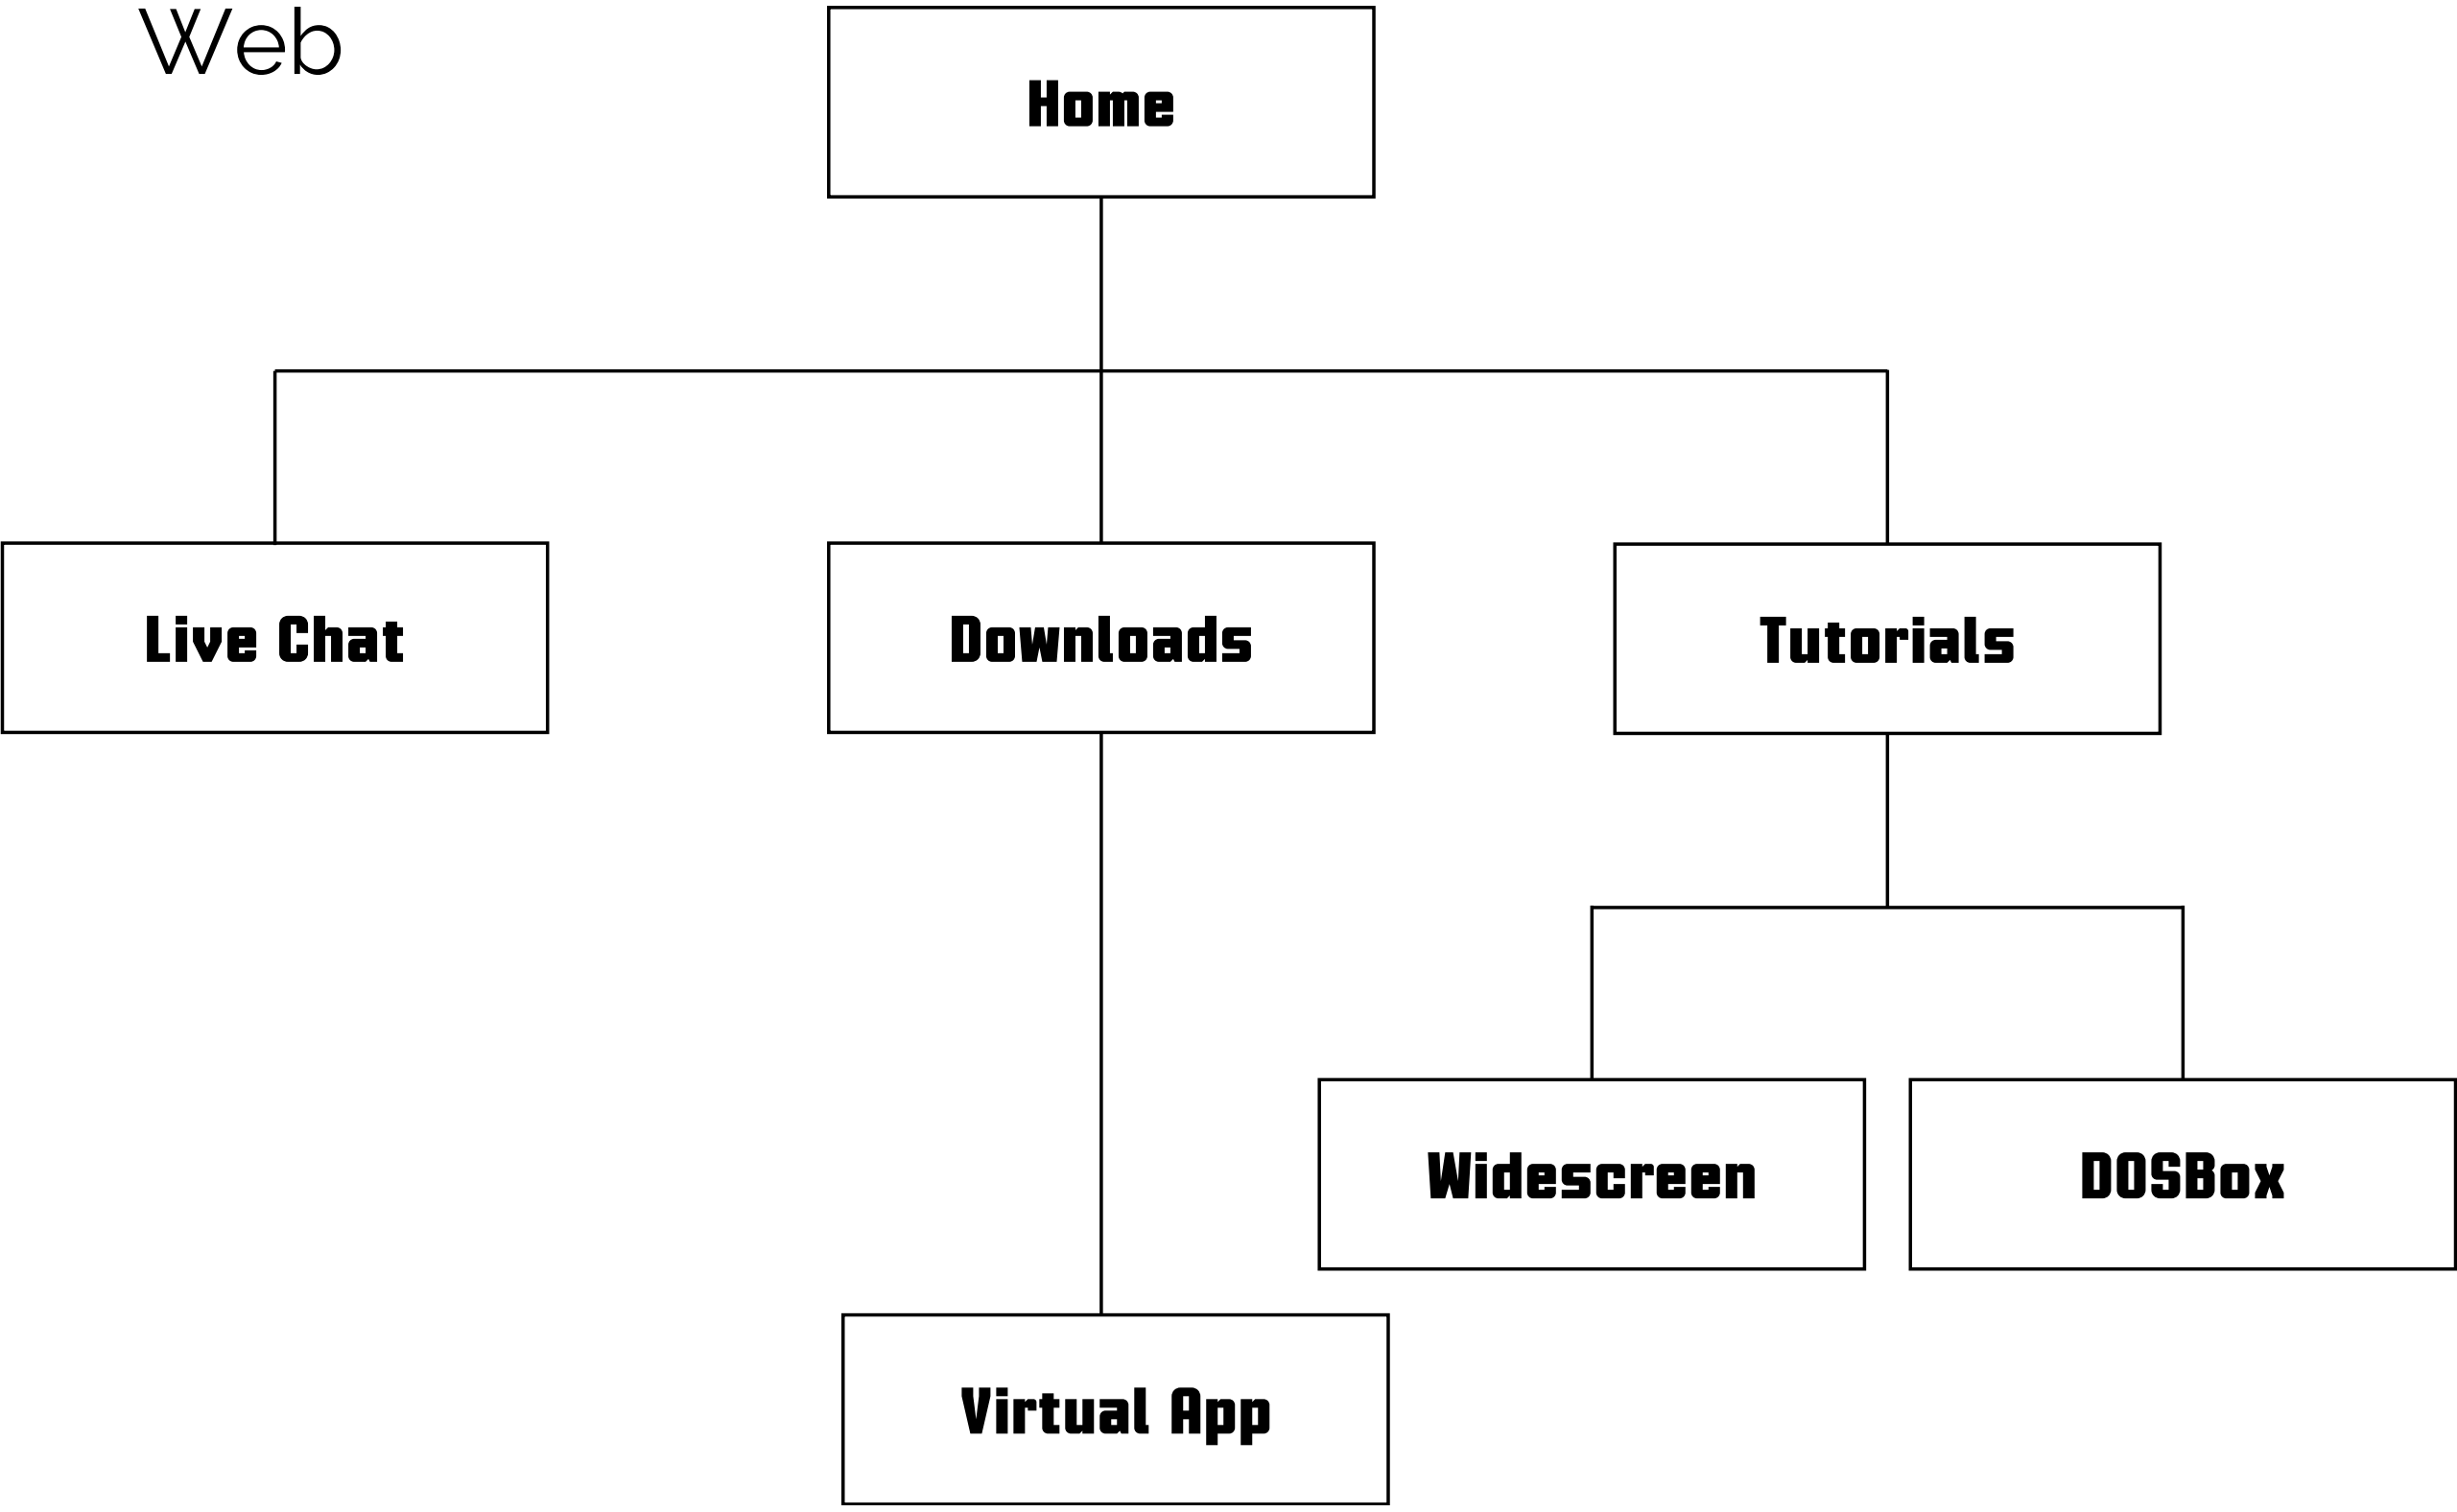 Web
Home
Live Chat
Downloads
Tutorials
Widescreen
DOSBox
Virtual App